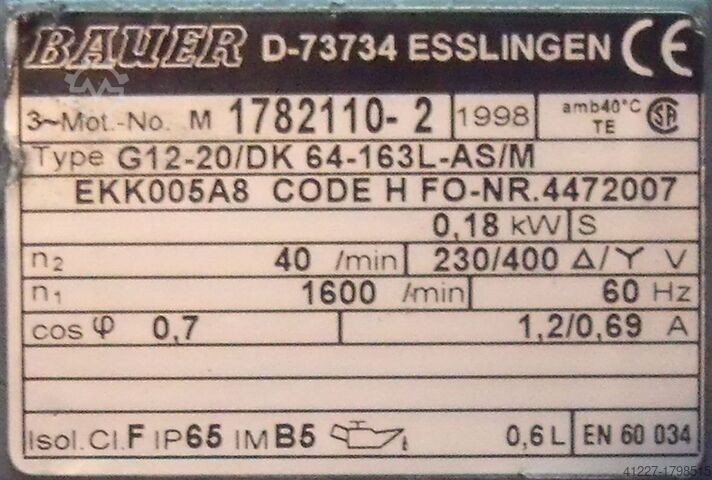 BAUER D-73734 ESSLINGEN CE
3~Mot.-No. M 1782110-2 1998 amb40°C TE SA
Type G12-20/DK 64-163L-AS/M
EKK005A8 CODE H FO-NR.4472007
0,18 kW S
n2 40 /min 230/400 Δ/Y V
n1 1600 /min 60 Hz
cos φ 0,7 1,2/0,69 A
Isol.Cl.F IP65 IM B5 0,6 L EN 60 034
41227-1798515